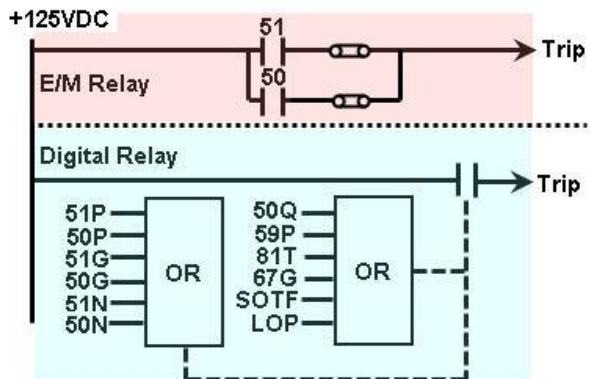 +125VDC
51
Trip
50
E/M Relay
Digital Relay
Trip
51P
50P
51G
50G
51N
50N
OR
50Q
59P
81T
67G
SOTF
LOP
OR